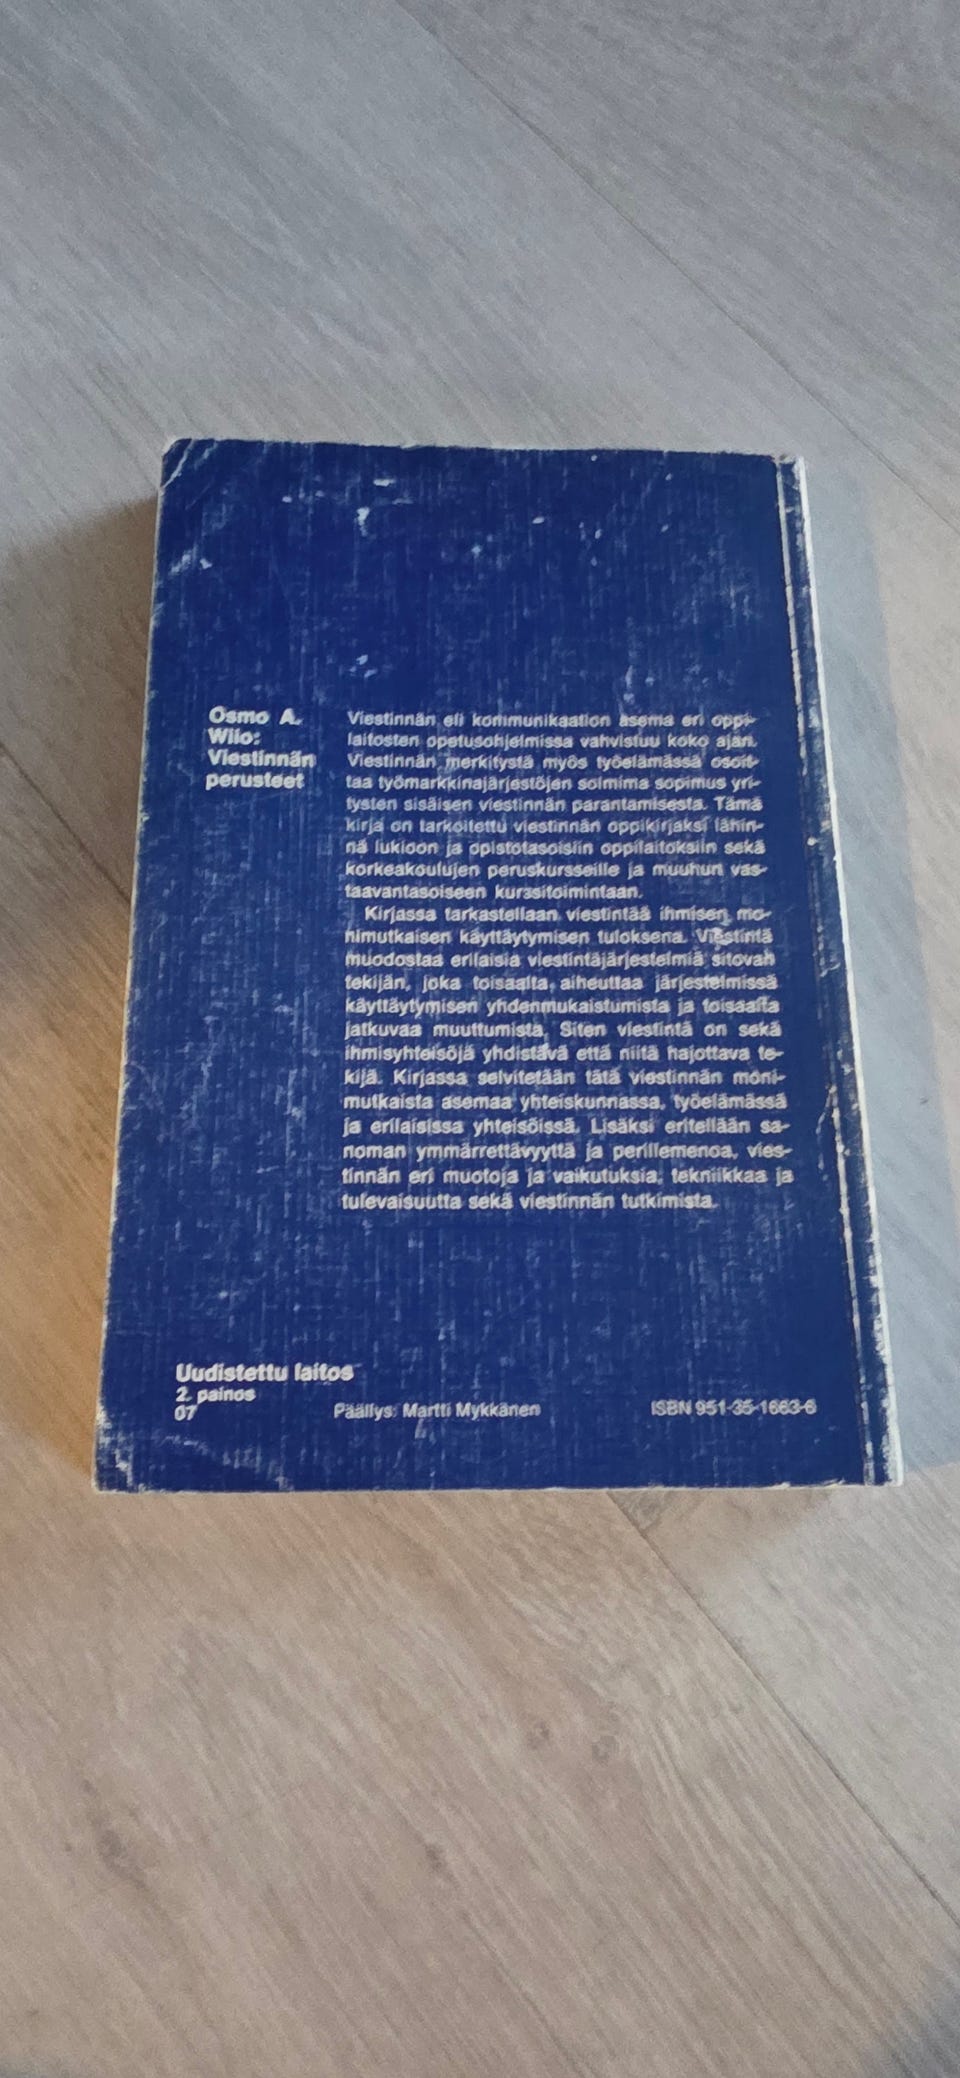 Osmo A.
Wiio:
Viestinnän
perusteet
Viestinnän eli kommunikaation asema eri oppi-
laitosten opetusohjelmissa vahvistuu koko ajan.
Viestinnän merkitystä myös työelämässä osoit-
taa työmarkkinajärjestöjen solmima sopimus yri-
tysten sisäisen viestinnän parantamisesta. Tämä
kirja on tarkoitettu viestinnän oppikirjaksi lähin-
nä lukioon ja opistotasoisiin oppilaitoksiin sekä
korkeakoulujen peruskursseille ja muuhun vas-
taavantasoiseen kurssitoimintaan.
Kirjassa tarkastellaan viestintää ihmisen mo-
nimutkaisen käyttäytymisen tuloksena. Viestintä
muodostaa erilaisia viestintäjärjestelmiä sitovan
tekijän, joka toisaalta aiheuttaa järjestelmissä
käyttäytymisen yhdenmukaistumista ja toisaalta
jatkuvaa muuttumista. Siten viestintä on sekä
ihmisyhteisöjä yhdistävä että niitä hajottava te-
kijä. Kirjassa selvitetään tätä viestinnän moni-
mutkaista asemaa yhteiskunnassa, työelämässä
ja erilaisissa yhteisöissä. Lisäksi eritellään sa-
noman ymmärrettävyyttä ja perillemenoa, vies-
tinnän eri muotoja ja vaikutuksia, tekniikkaa ja
tulevaisuutta sekä viestinnän tutkimista.
Uudistettu laitos
2. painos
07
Päällys: Martti Mykkänen
ISBN 951-35-1663-6